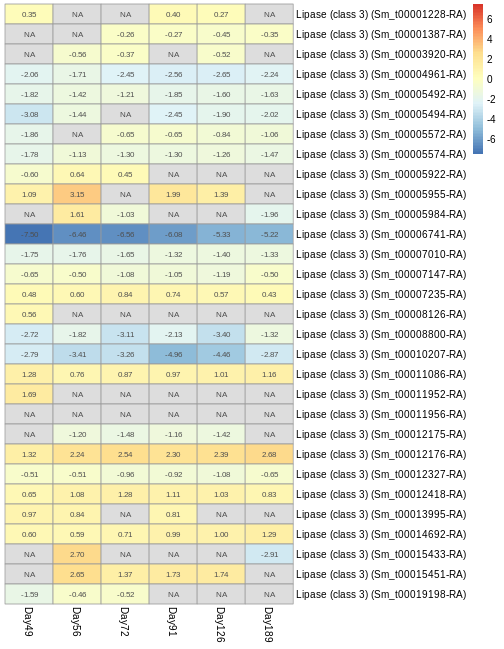 0.35 NA NA 0.40 0.27 NA Lipase (class 3) (Sm_t00001228-RA)
NA NA -0.26 -0.27 -0.45 -0.35 Lipase (class 3) (Sm_t00001387-RA)
NA -0.56 -0.37 NA -0.52 NA Lipase (class 3) (Sm_t00003920-RA)
-2.06 -1.71 -2.45 -2.56 -2.65 -2.24 Lipase (class 3) (Sm_t00004961-RA)
-1.82 -1.42 -1.21 -1.85 -1.60 -1.63 Lipase (class 3) (Sm_t00005492-RA)
-3.08 -1.44 NA -2.45 -1.90 -2.02 Lipase (class 3) (Sm_t00005494-RA)
-1.86 NA -0.65 -0.65 -0.84 -1.06 Lipase (class 3) (Sm_t00005572-RA)
-1.78 -1.13 -1.30 -1.30 -1.26 -1.47 Lipase (class 3) (Sm_t00005574-RA)
-0.60 0.64 0.45 NA NA NA Lipase (class 3) (Sm_t00005922-RA)
1.09 3.15 NA 1.99 1.39 NA Lipase (class 3) (Sm_t00005955-RA)
NA 1.61 -1.03 NA NA -1.96 Lipase (class 3) (Sm_t00005984-RA)
-7.50 -6.46 -6.56 -6.08 -5.33 -5.22 Lipase (class 3) (Sm_t00006741-RA)
-1.75 -1.76 -1.65 -1.32 -1.40 -1.33 Lipase (class 3) (Sm_t00007010-RA)
-0.65 -0.50 -1.08 -1.05 -1.19 -0.50 Lipase (class 3) (Sm_t00007147-RA)
0.48 0.60 0.84 0.74 0.57 0.43 Lipase (class 3) (Sm_t00007235-RA)
0.56 NA NA NA NA NA Lipase (class 3) (Sm_t00008126-RA)
-2.72 -1.82 -3.11 -2.13 -3.40 -1.32 Lipase (class 3) (Sm_t00008800-RA)
-2.79 -3.41 -3.26 -4.96 -4.46 -2.87 Lipase (class 3) (Sm_t00010207-RA)
1.28 0.76 0.87 0.97 1.01 1.16 Lipase (class 3) (Sm_t00011086-RA)
1.69 NA NA NA NA NA Lipase (class 3) (Sm_t00011952-RA)
NA NA NA NA NA NA Lipase (class 3) (Sm_t00011956-RA)
NA -1.20 -1.48 -1.16 -1.42 NA Lipase (class 3) (Sm_t00012175-RA)
1.32 2.24 2.54 2.30 2.39 2.68 Lipase (class 3) (Sm_t00012176-RA)
-0.51 -0.51 -0.96 -0.92 -1.08 -0.65 Lipase (class 3) (Sm_t00012327-RA)
0.65 1.08 1.28 1.11 1.03 0.83 Lipase (class 3) (Sm_t00012418-RA)
0.97 0.84 NA 0.81 NA NA Lipase (class 3) (Sm_t00013995-RA)
0.60 0.59 0.71 0.99 1.00 1.29 Lipase (class 3) (Sm_t00014692-RA)
NA 2.70 NA NA NA -2.91 Lipase (class 3) (Sm_t00015433-RA)
NA 2.65 1.37 1.73 1.74 NA Lipase (class 3) (Sm_t00015451-RA)
-1.59 -0.46 -0.52 NA NA NA Lipase (class 3) (Sm_t00019198-RA)
Day49 Day56 Day72 Day91 Day126 Day189
6
4
2
0
-2
-4
-6